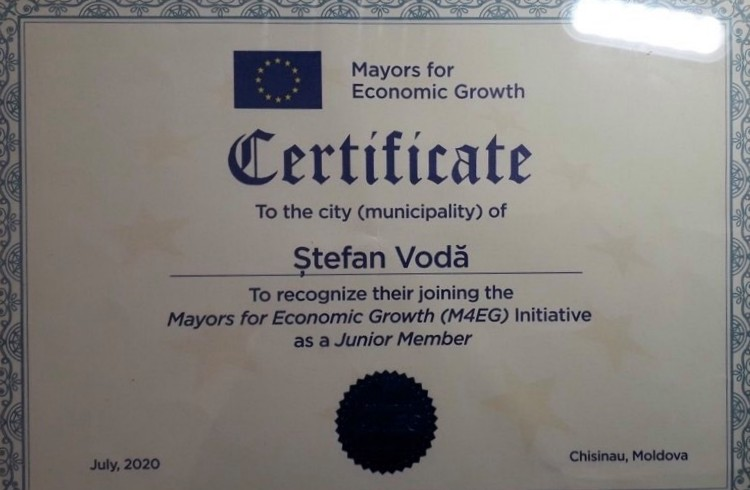 Mayors for
Economic Growth
Certificate
To the city (municipality) of
Ștefan Vodă
To recognize their joining the
Mayors for Economic Growth (M4EG) Initiative
as a Junior Member
July, 2020
Chisinau, Moldova